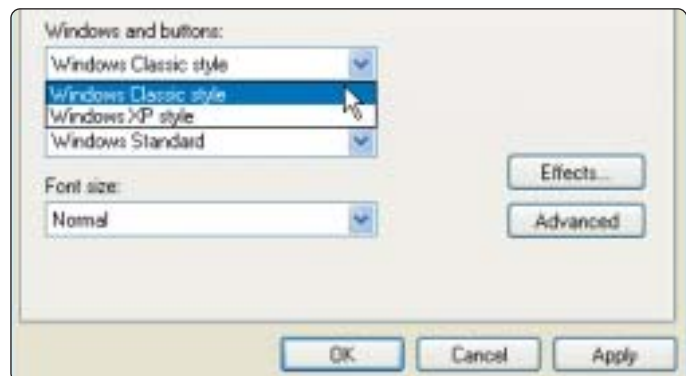 Windows and buttons:
Windows Classic style
Windows Classic style
Windows XP style
Windows Standard
Effects...
Font size:
Normal
Advanced
OK Cancel Apply